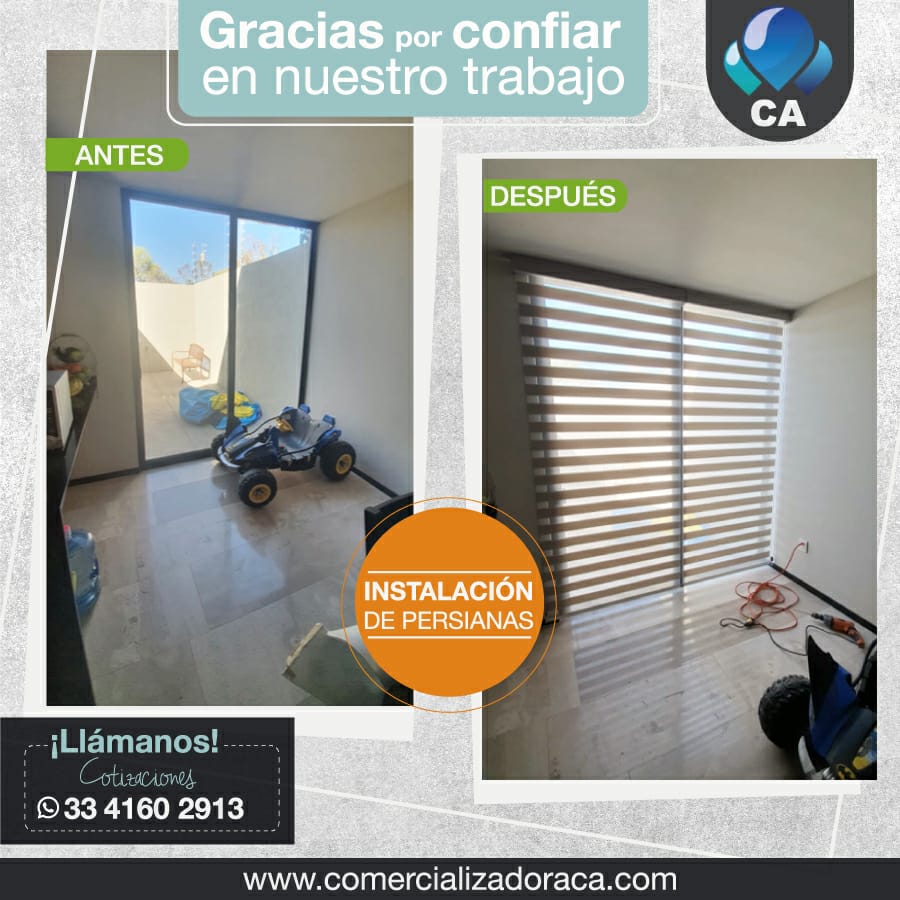 Gracias por confiar
en nuestro trabajo
CA
ANTES
DESPUÉS
INSTALACIÓN
DE PERSIANAS
¡Llámanos!
Cotizaciones
33 4160 2913
www.comercializadoraca.com